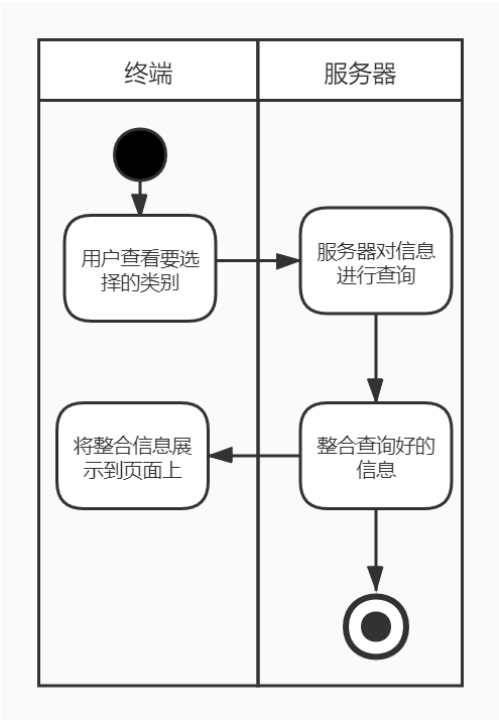 终端
服务器
用户查看要选
择的类别
服务器对信息
进行查询
将整合信息展
示到页面上
整合查询好的
信息